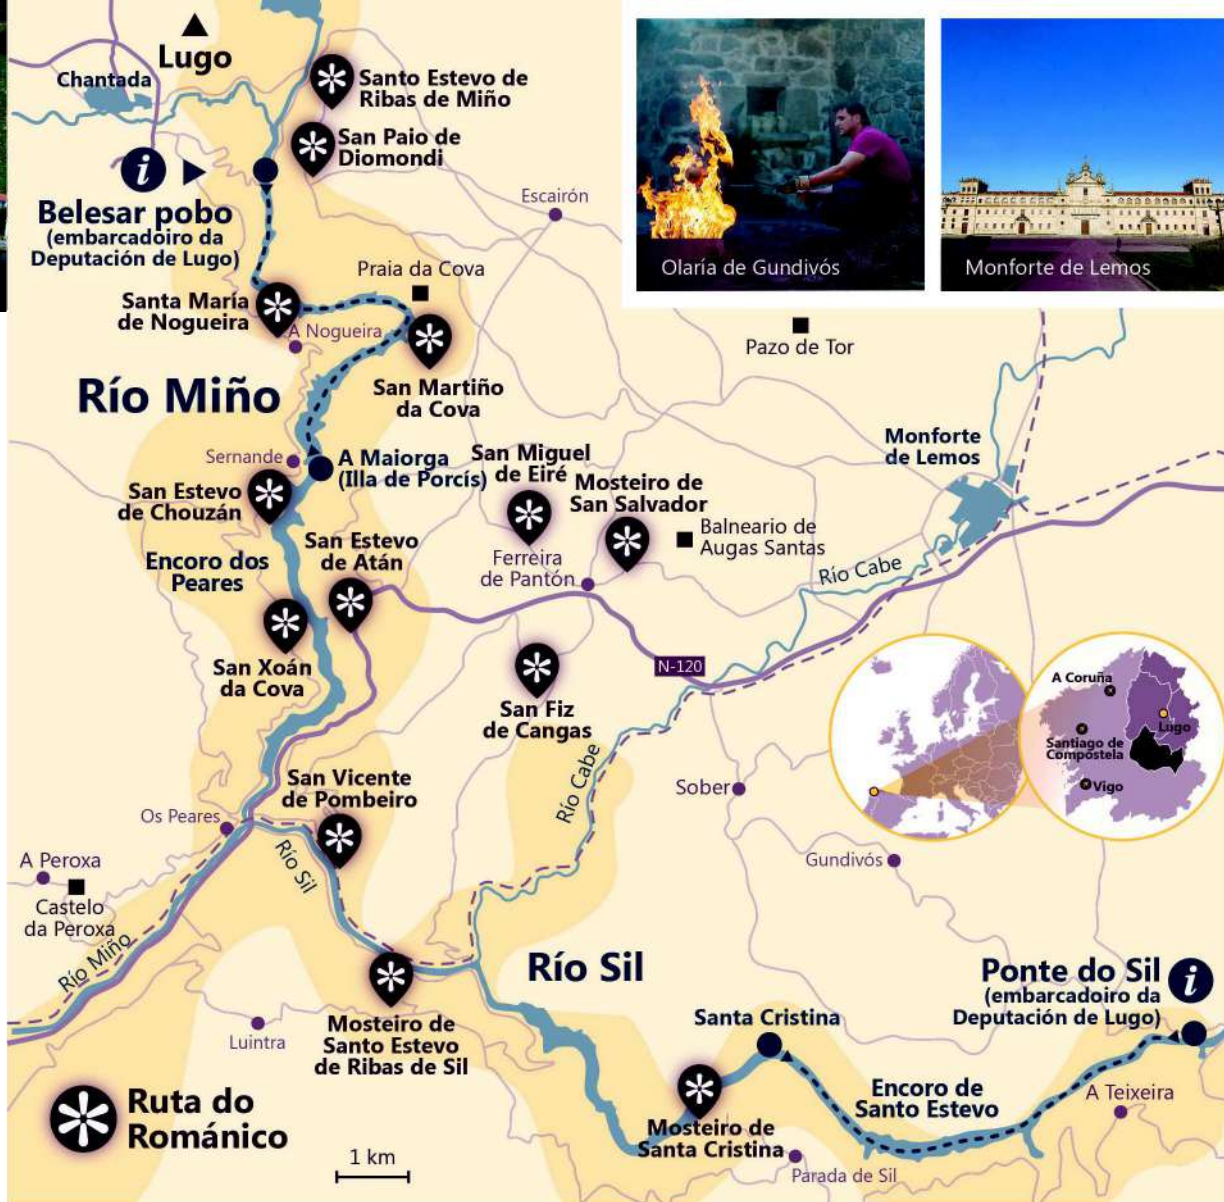 Lugo
Chantada
Santo Estevo de
Ribas de Miño
San Paio de
Diomondi
i
Belesar pobo
(embarcadoiro da
Deputación de Lugo)
Escairón
Olaría de Gundivós
Monforte de Lemos
Praia da Cova
Santa María
de Nogueira
A Nogueira
Pazo de Tor
Río Miño
San Martiño
da Cova
Monforte
de Lemos
Sernande
A Maiorga
(Illa de Porcís)
San Miguel
de Eiré
Mosteiro de
San Salvador
San Estevo
de Chouzán
Balneario de
Augas Santas
San Estevo
de Atán
Encoro dos
Peares
Ferreira
de Pantón
Río Cabe
San Xoán
da Cova
N-120
San Fiz
de Cangas
A Coruña
Lugo
Santiago de
Compostela
Vigo
San Vicente
de Pombeiro
Río Cabe
Sober
Os Peares
Río Sil
Gundivós
A Peroxa
Castelo
da Peroxa
Río Miño
Río Sil
Ponte do Sil
(embarcadoiro da
Deputación de Lugo)
i
Luintra
Mosteiro de
Santo Estevo
de Ribas de Sil
Santa Cristina
Encoro de
Santo Estevo
A Teixeira
Ruta do
Románico
Mosteiro de
Santa Cristina
Parada de Sil
1 km